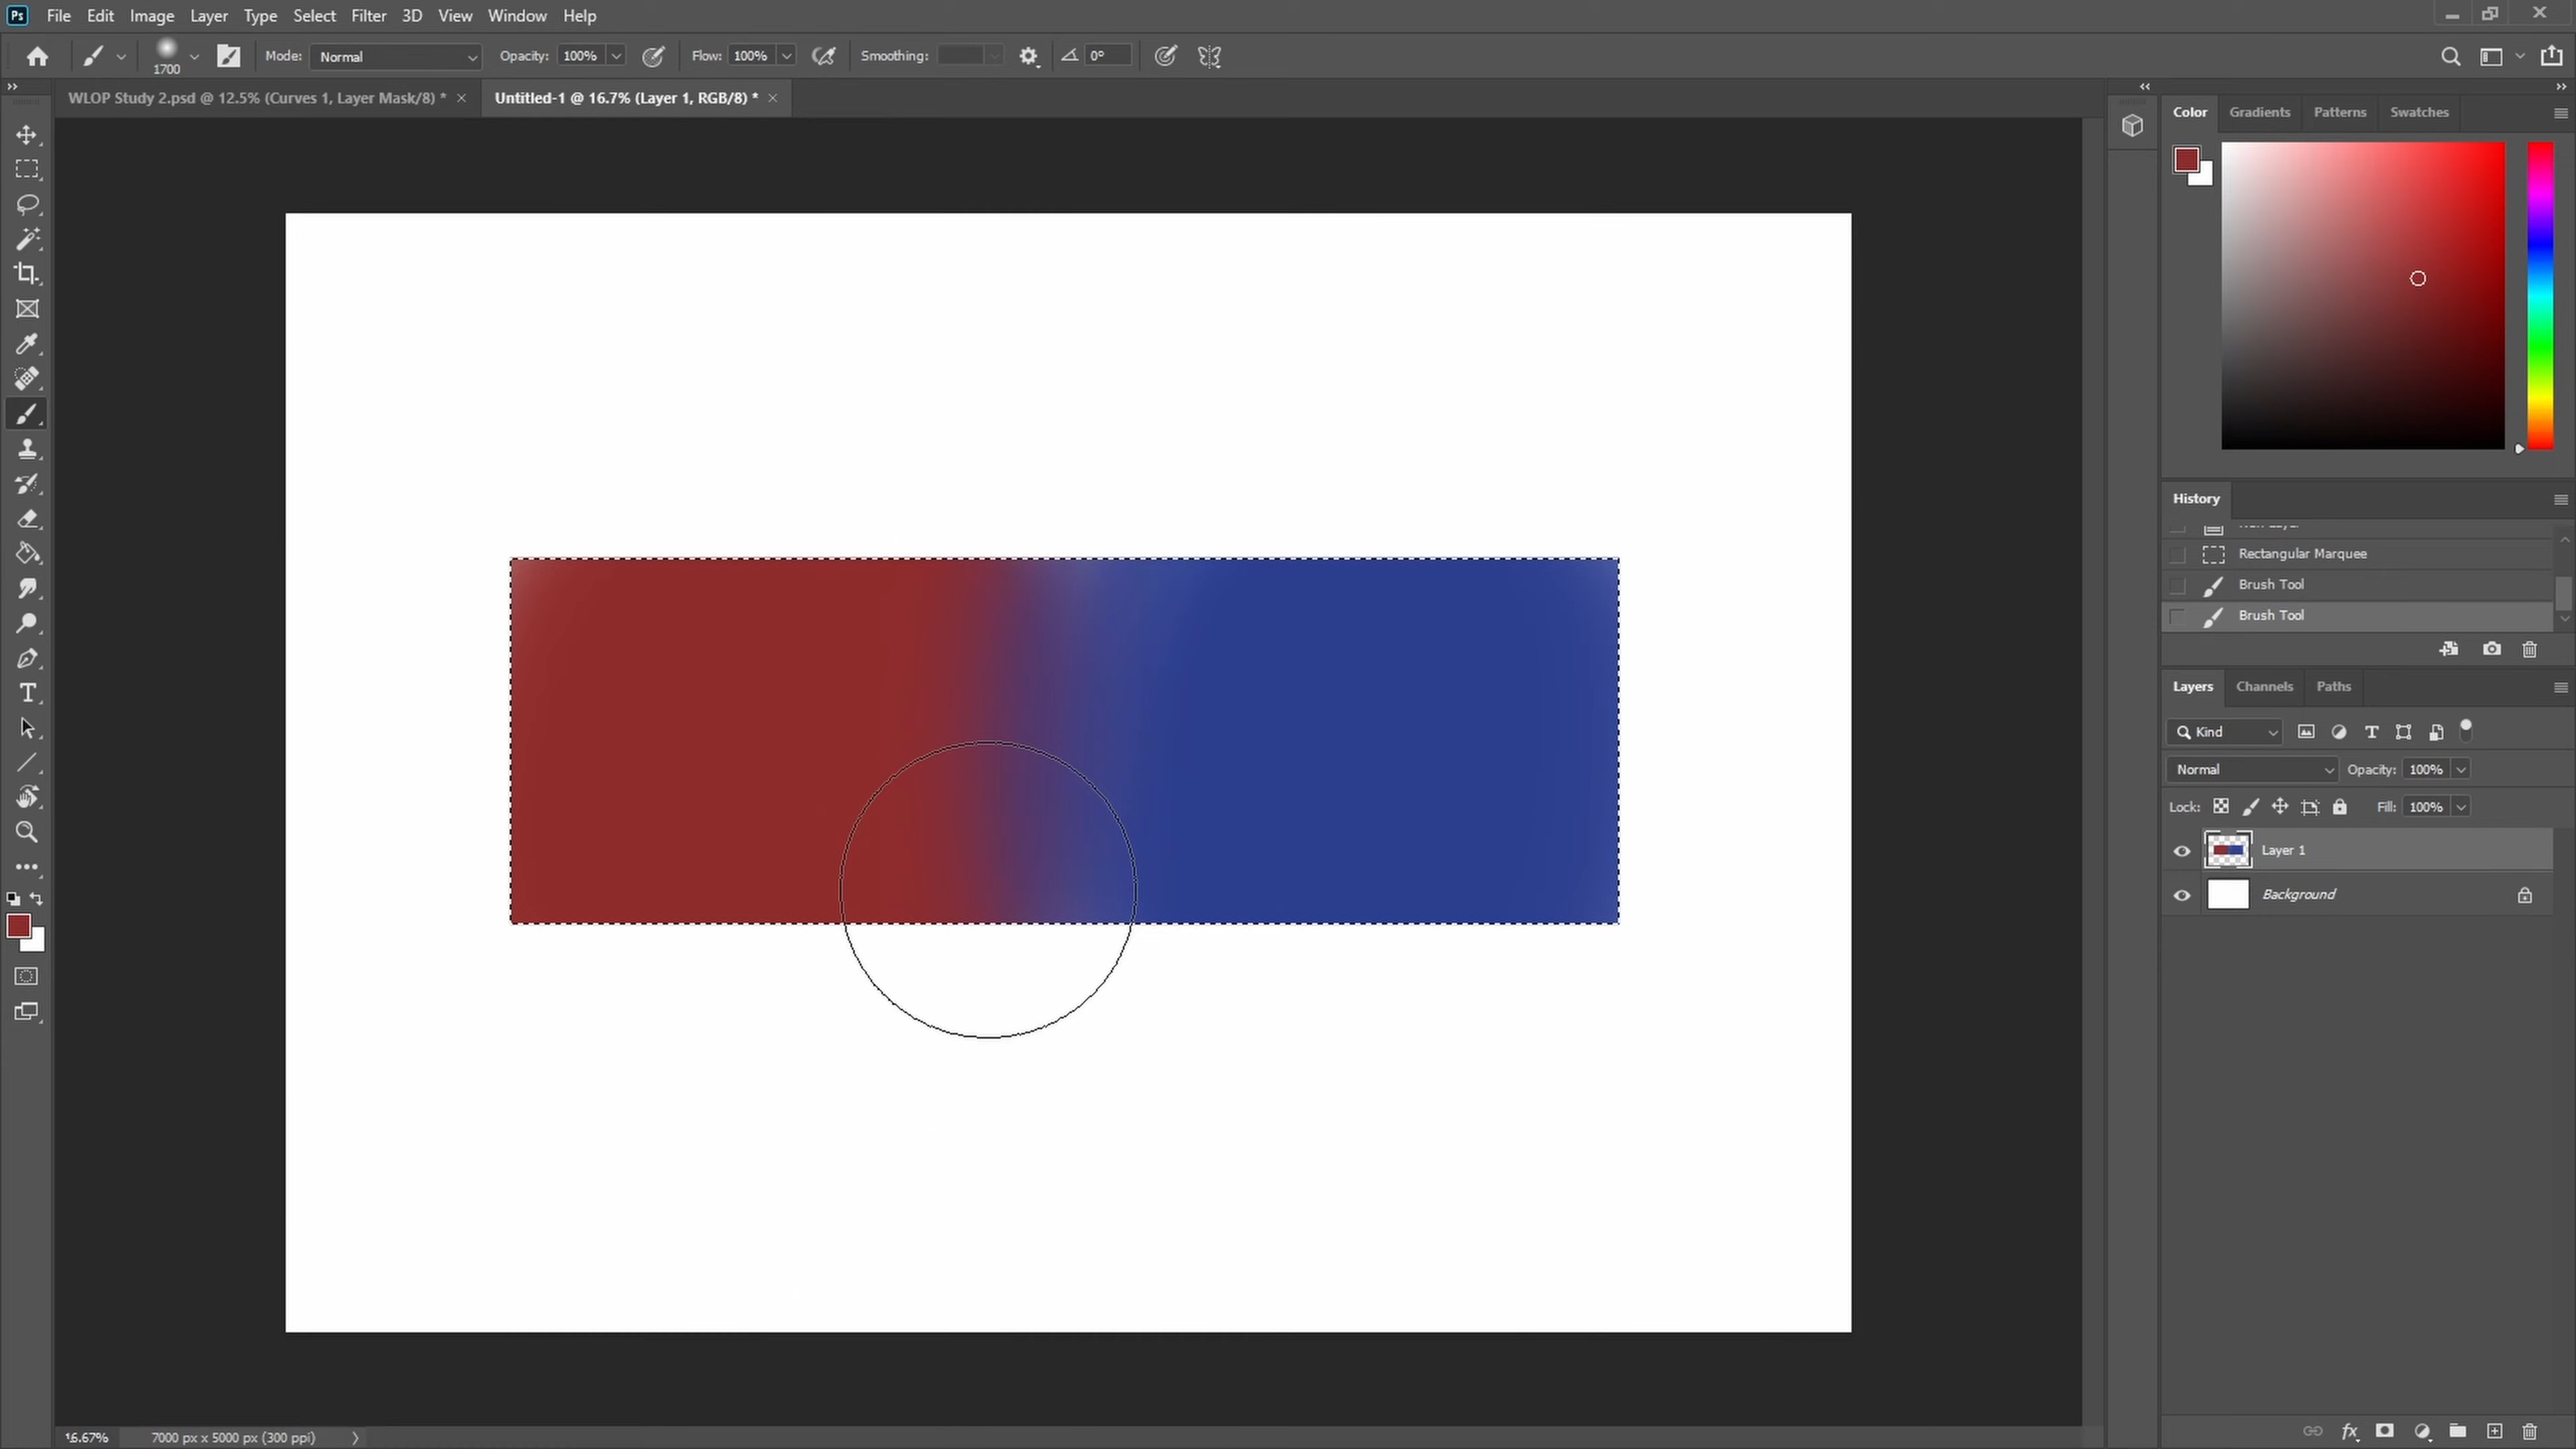 Ps File Edit Image Layer Type Select Filter 3D View Window Help
1700 Mode: Normal Opacity: 100% Flow: 100% Smoothing: 0°
WLOP Study 2.psd @ 12.5% (Curves 1, Layer Mask/8) * × Untitled-1 @ 16.7% (Layer 1, RGB/8) * ×
Color Gradients Patterns Swatches
History
Rectangular Marquee
Brush Tool
Brush Tool
Layers Channels Paths
Kind
Normal Opacity: 100%
Lock: Fill: 100%
Layer 1
Background
fx
16.67% 7000 px x 5000 px (300 ppi)